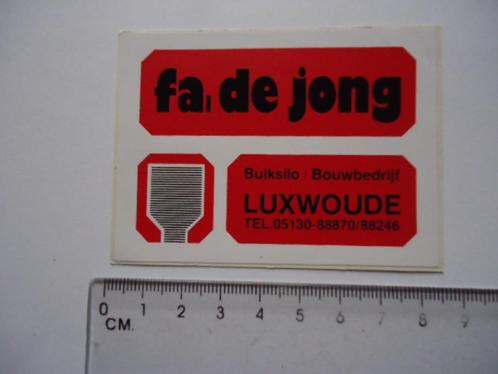 fa. de jong
Bulksilo / Bouwbedrijf
LUXWOUDE
TEL.05130-88870/88246
0 1 2 3 4 5 6 7 8 9
CM.